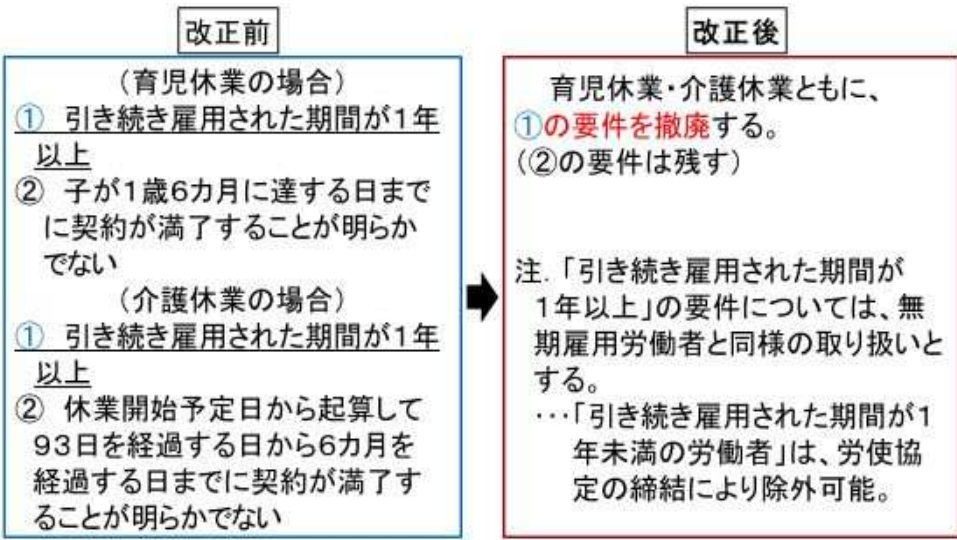 改正前
(育児休業の場合)
① 引き続き雇用された期間が1年
以上
② 子が1歳6カ月に達する日まで
に契約が満了することが明らか
でない
(介護休業の場合)
① 引き続き雇用された期間が1年
以上
② 休業開始予定日から起算して
93日を経過する日から6カ月を
経過する日までに契約が満了す
ることが明らかでない
改正後
育児休業・介護休業ともに、
①の要件を撤廃する。
(②の要件は残す)
注.「引き続き雇用された期間が
1年以上」の要件については、無
期雇用労働者と同様の取り扱いと
する。
…「引き続き雇用された期間が1
年未満の労働者」は、労使協
定の締結により除外可能。